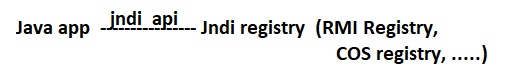 jndi api
Java app ---------------- Jndi registry (RMI Registry,
COS registry, .....)